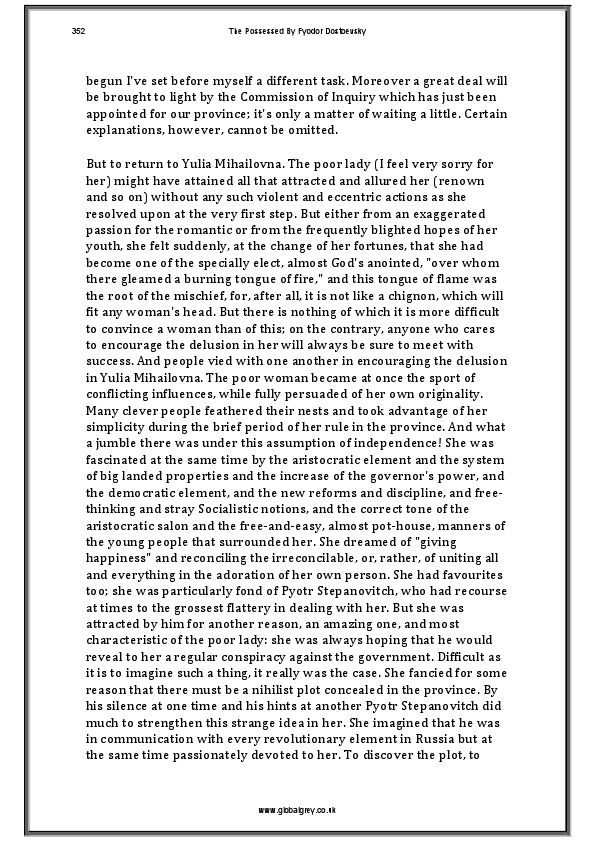 352
The Possessed By Fyodor Dostoevsky
begun I've set before myself a different task. Moreover a great deal will
be brought to light by the Commission of Inquiry which has just been
appointed for our province; it's only a matter of waiting a little. Certain
explanations, however, cannot be omitted.
But to return to Yulia Mihailovna. The poor lady (I feel very sorry for
her) might have attained all that attracted and allured her (renown
and so on) without any such violent and eccentric actions as she
resolved upon at the very first step. But either from an exaggerated
passion for the romantic or from the frequently blighted hopes of her
youth, she felt suddenly, at the change of her fortunes, that she had
become one of the specially elect, almost God's anointed, "over whom
there gleamed a burning tongue of fire," and this tongue of flame was
the root of the mischief, for, after all, it is not like a chignon, which will
fit any woman's head. But there is nothing of which it is more difficult
to convince a woman than of this; on the contrary, anyone who cares
to encourage the delusion in her will always be sure to meet with
success. And people vied with one another in encouraging the delusion
in Yulia Mihailovna. The poor woman became at once the sport of
conflicting influences, while fully persuaded of her own originality.
Many clever people feathered their nests and took advantage of her
simplicity during the brief period of her rule in the province. And what
a jumble there was under this assumption of independence! She was
fascinated at the same time by the aristocratic element and the system
of big landed properties and the increase of the governor's power, and
the democratic element, and the new reforms and discipline, and free-
thinking and stray Socialistic notions, and the correct tone of the
aristocratic salon and the free-and-easy, almost pot-house, manners of
the young people that surrounded her. She dreamed of "giving
happiness" and reconciling the irreconcilable, or, rather, of uniting all
and everything in the adoration of her own person. She had favourites
too; she was particularly fond of Pyotr Stepanovitch, who had recourse
at times to the grossest flattery in dealing with her. But she was
attracted by him for another reason, an amazing one, and most
characteristic of the poor lady: she was always hoping that he would
reveal to her a regular conspiracy against the government. Difficult as
it is to imagine such a thing, it really was the case. She fancied for some
reason that there must be a nihilist plot concealed in the province. By
his silence at one time and his hints at another Pyotr Stepanovitch did
much to strengthen this strange idea in her. She imagined that he was
in communication with every revolutionary element in Russia but at
the same time passionately devoted to her. To discover the plot, to
www.globalgrey.co.uk